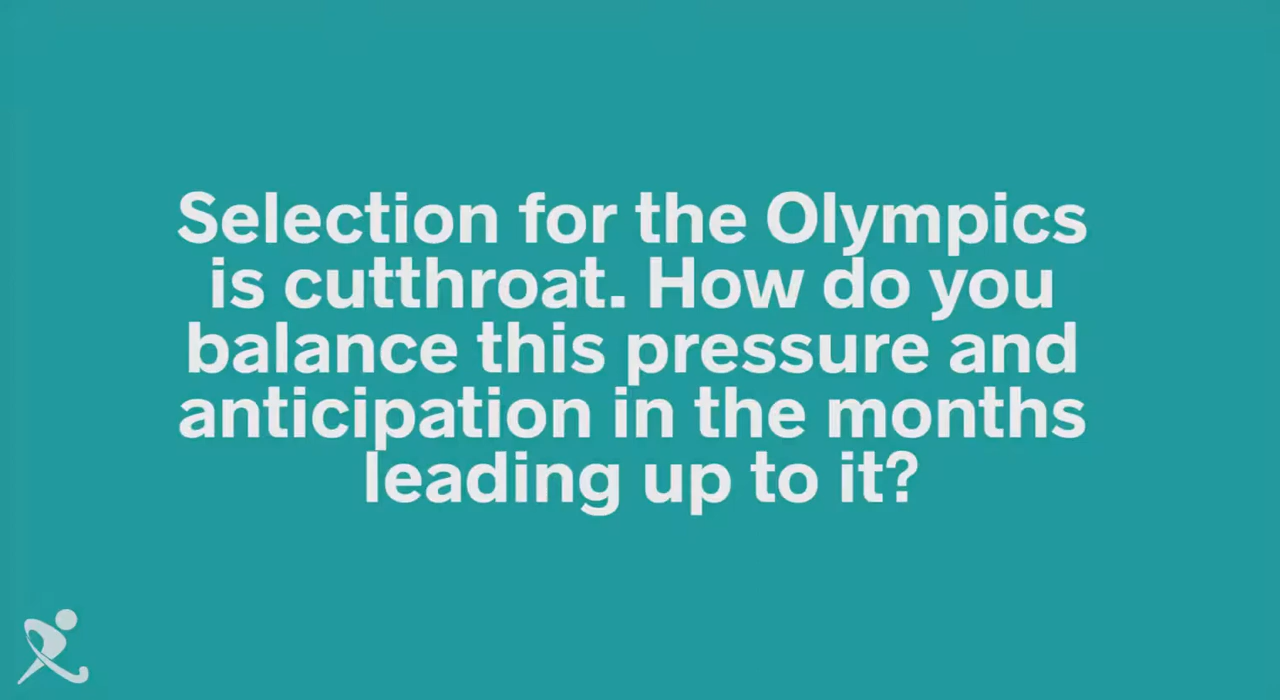 Selection for the Olympics
is cutthroat. How do you
balance this pressure and
anticipation in the months
leading up to it?